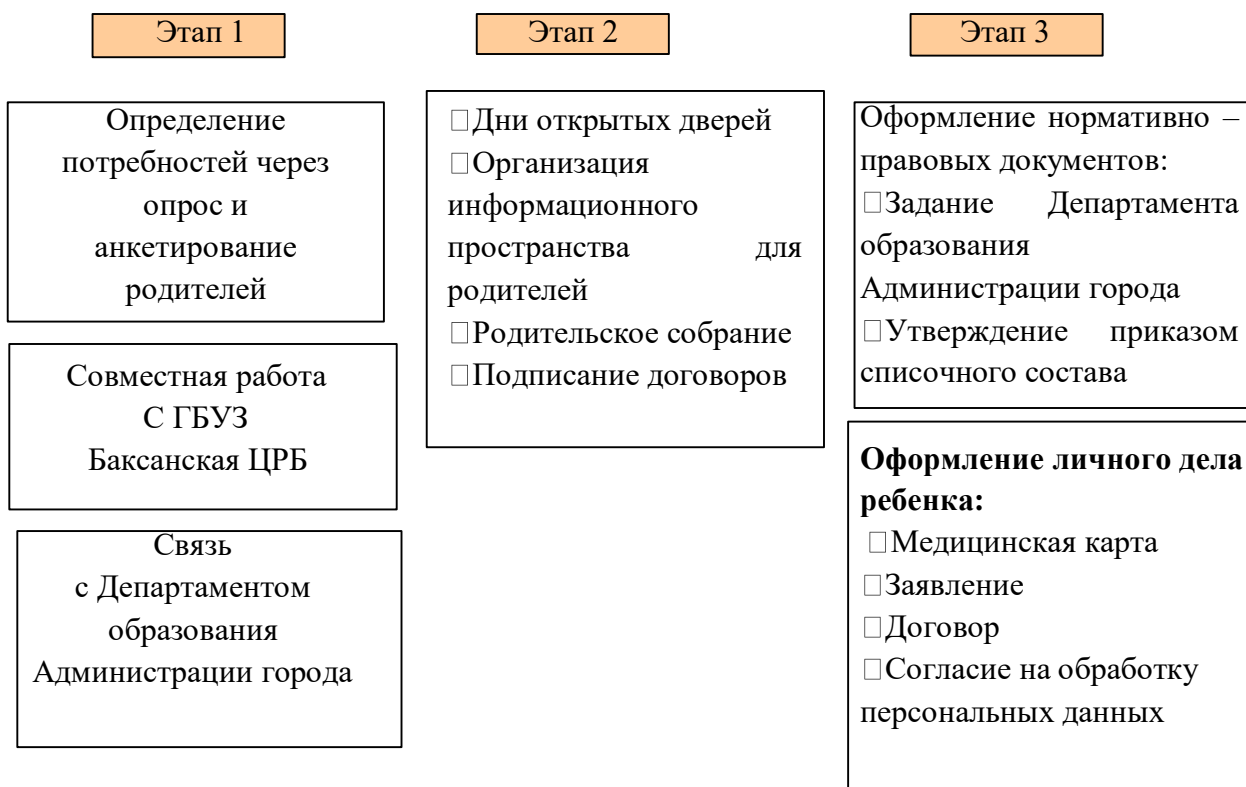 Этап 1
Этап 2
Этап 3
Определение
потребностей через
опрос и
анкетирование
родителей
Совместная работа
С ГБУЗ
Баксанская ЦРБ
Связь
с Департаментом
образования
Администрации города
□Дни открытых дверей
□Организация
информационного
пространства для
родителей
□Родительское собрание
□Подписание договоров
Оформление нормативно –
правовых документов:
□Задание Департамента
образования
Администрации города
□Утверждение приказом
списочного состава
Оформление личного дела
ребенка:
□Медицинская карта
□Заявление
□Договор
□Согласие на обработку
персональных данных